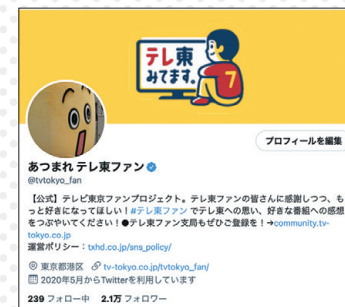 テレ東
みてます。
7
プロフィールを編集
あつまれ テレ東ファン
@tvtokyo_fan
【公式】テレビ東京ファンプロジェクト。テレ東ファンの皆さんに感謝しつつ、も
っと好きになってほしい！#テレ東ファン でテレ東への思い、好きな番組への感想
をつぶやいてください！●テレ東ファン支局もぜひご登録を！→community.tv-
tokyo.co.jp
運営ポリシー：txhd.co.jp/sns_policy/
東京都港区 tv-tokyo.co.jp/tvtokyo_fan/
2020年5月からTwitterを利用しています
239 フォロー中 2.1万 フォロワー